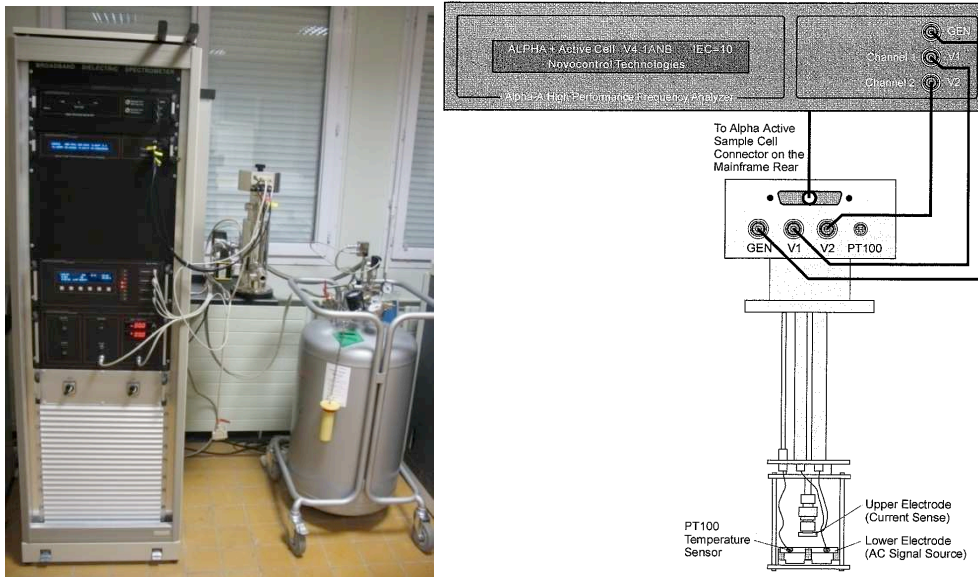 BROADBAND DIELECTRIC SPECTROMETER
ALPHA + Active Cell V4.1ANB IEC-10
Novocontrol Technologies
Alpha-A High Performance Frequency Analyzer
GEN
Channel 1 V1
Channel 2 V2
To Alpha Active
Sample Cell
Connector on the
Mainframe Rear
GEN V1 V2 PT100
Upper Electrode
(Current Sense)
PT100
Temperature
Sensor
Lower Electrode
(AC Signal Source)